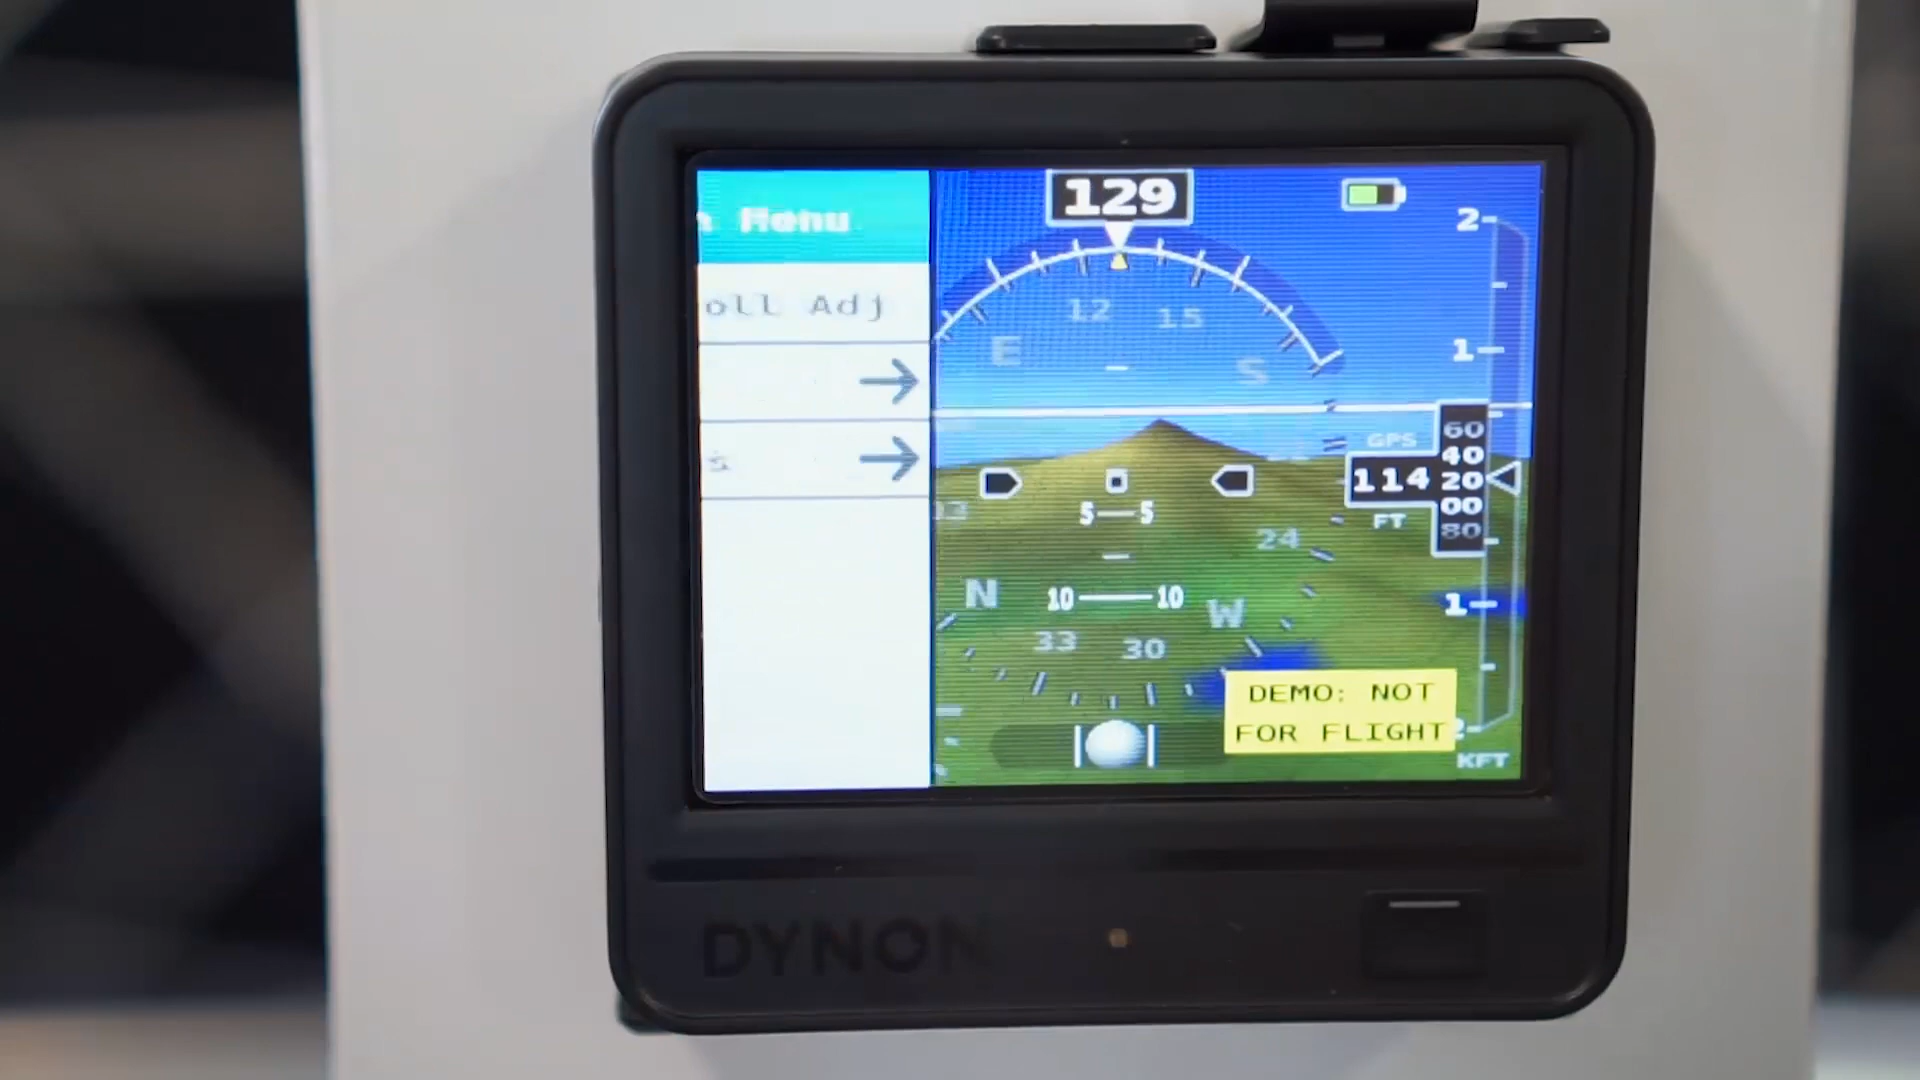 Menu
129
2
12 15
oll Adj
E S
1
60
GPS 40
114 20
00
FT
80
5 5
24
N
10 10
W
1
33 30
DEMO: NOT
FOR FLIGHT
2
KFT
DYNON